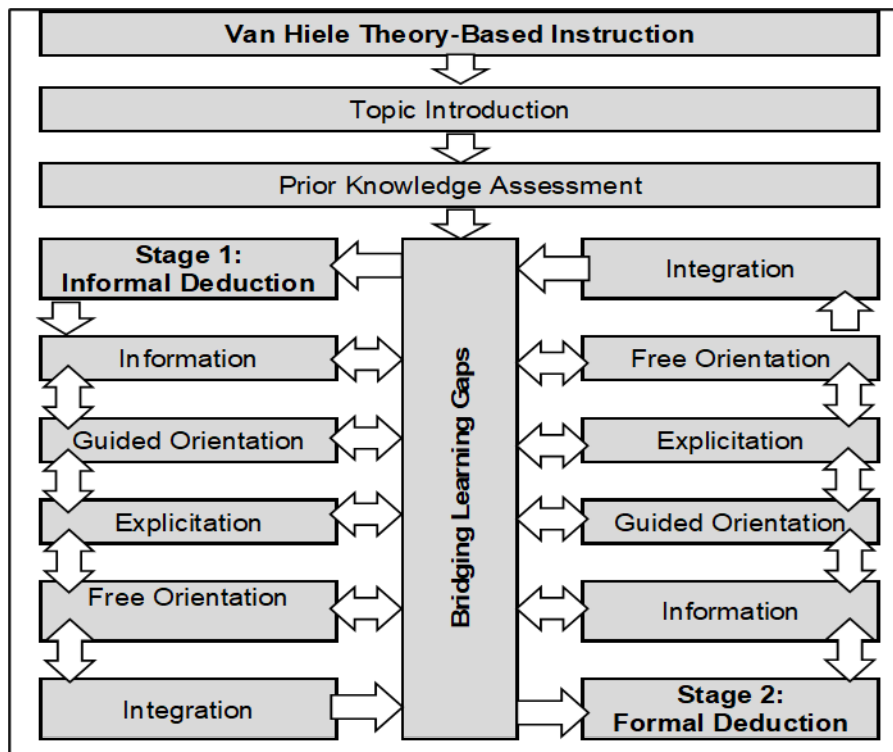 Van Hiele Theory-Based Instruction
Topic Introduction
Prior Knowledge Assessment
Stage 1:
Informal Deduction
Information
Guided Orientation
Explicitation
Free Orientation
Integration
Bridging Learning Gaps
Integration
Free Orientation
Explicitation
Guided Orientation
Information
Stage 2:
Formal Deduction